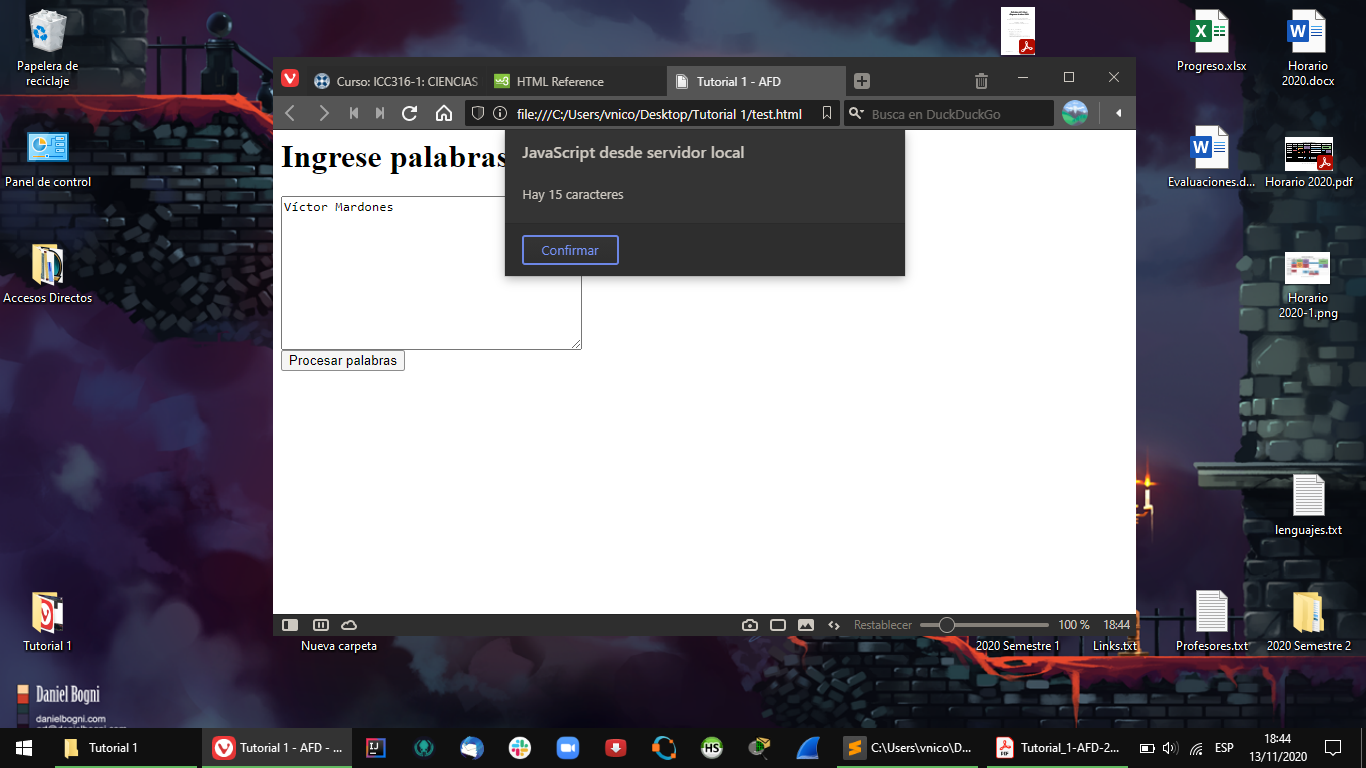 Papelera de
reciclaje
Panel de control
Accesos Directos
Tutorial 1
Daniel Bogni
danielbogni.com
Progreso.xlsx
Horario
2020.docx
Evaluaciones.d...
Horario 2020.pdf
Horario
2020-1.png
lenguajes.txt
Nueva carpeta
2020 Semestre 1
Links.txt
Profesores.txt
2020 Semestre 2
Curso: ICC316-1: CIENCIAS
HTML Reference
Tutorial 1 - AFD
file:///C:/Users/vnico/Desktop/Tutorial 1/test.html
Busca en DuckDuckGo
Ingrese palabras
JavaScript desde servidor local
Hay 15 caracteres
Confirmar
Víctor Mardones
Procesar palabras
Restablecer
100 %
18:44
Tutorial 1
Tutorial 1 - AFD - ...
IJ
HS
C:\Users\vnico\D...
Tutorial_1-AFD-2...
ESP
18:44
13/11/2020